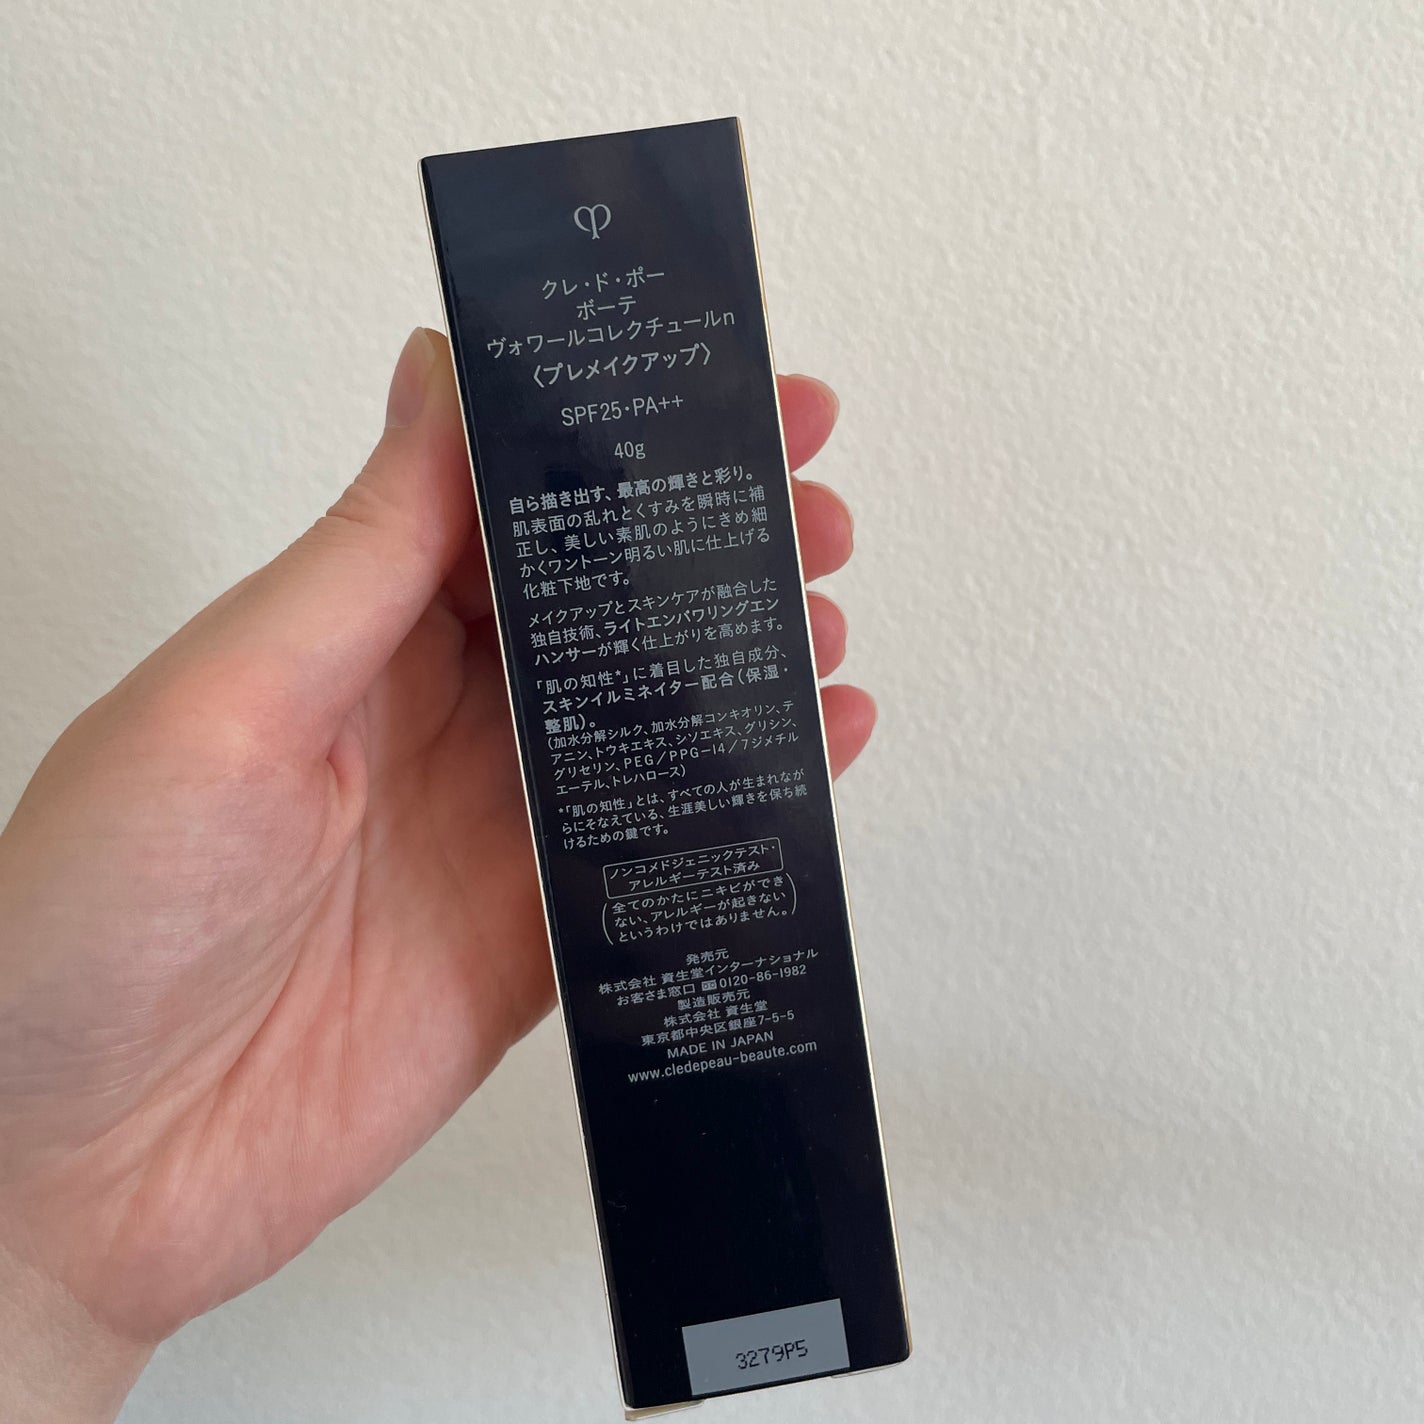 クレ・ド・ポー
ボーテ
ヴォワールコレクチュールn
〈プレメイクアップ〉
SPF25・PA++
40g
自ら描き出す、最高の輝きと彩り。
肌表面の乱れとくすみを瞬時に補
正し、美しい素肌のようにきめ細
かくワントーン明るい肌に仕上げる
化粧下地です。
メイクアップとスキンケアが融合した
独自技術、ライトエンパワリングエン
ハンサーが輝く仕上がりを高めます。
「肌の知性*」に着目した独自成分、
スキンイルミネイター配合(保湿・
整肌)。
(加水分解シルク、加水分解コンキオリン、テ
アニン、トウキエキス、シソエキス、グリシン、
グリセリン、PEG/PPG-14/7ジメチル
エーテル、トレハロース)
*「肌の知性」とは、すべての人が生まれなが
らにそなえている、生涯美しい輝きを保ち続
けるための鍵です。
ノンコメドジェニックテスト・
アレルギーテスト済み
(全てのかたにニキビができ
ない、アレルギーが起きない
というわけではありません。)
発売元
株式会社 資生堂インターナショナル
お客さま窓口 0120-86-1982
製造販売元
株式会社 資生堂
東京都中央区銀座7-5-5
MADE IN JAPAN
www.cledepeau-beaute.com
3279P5